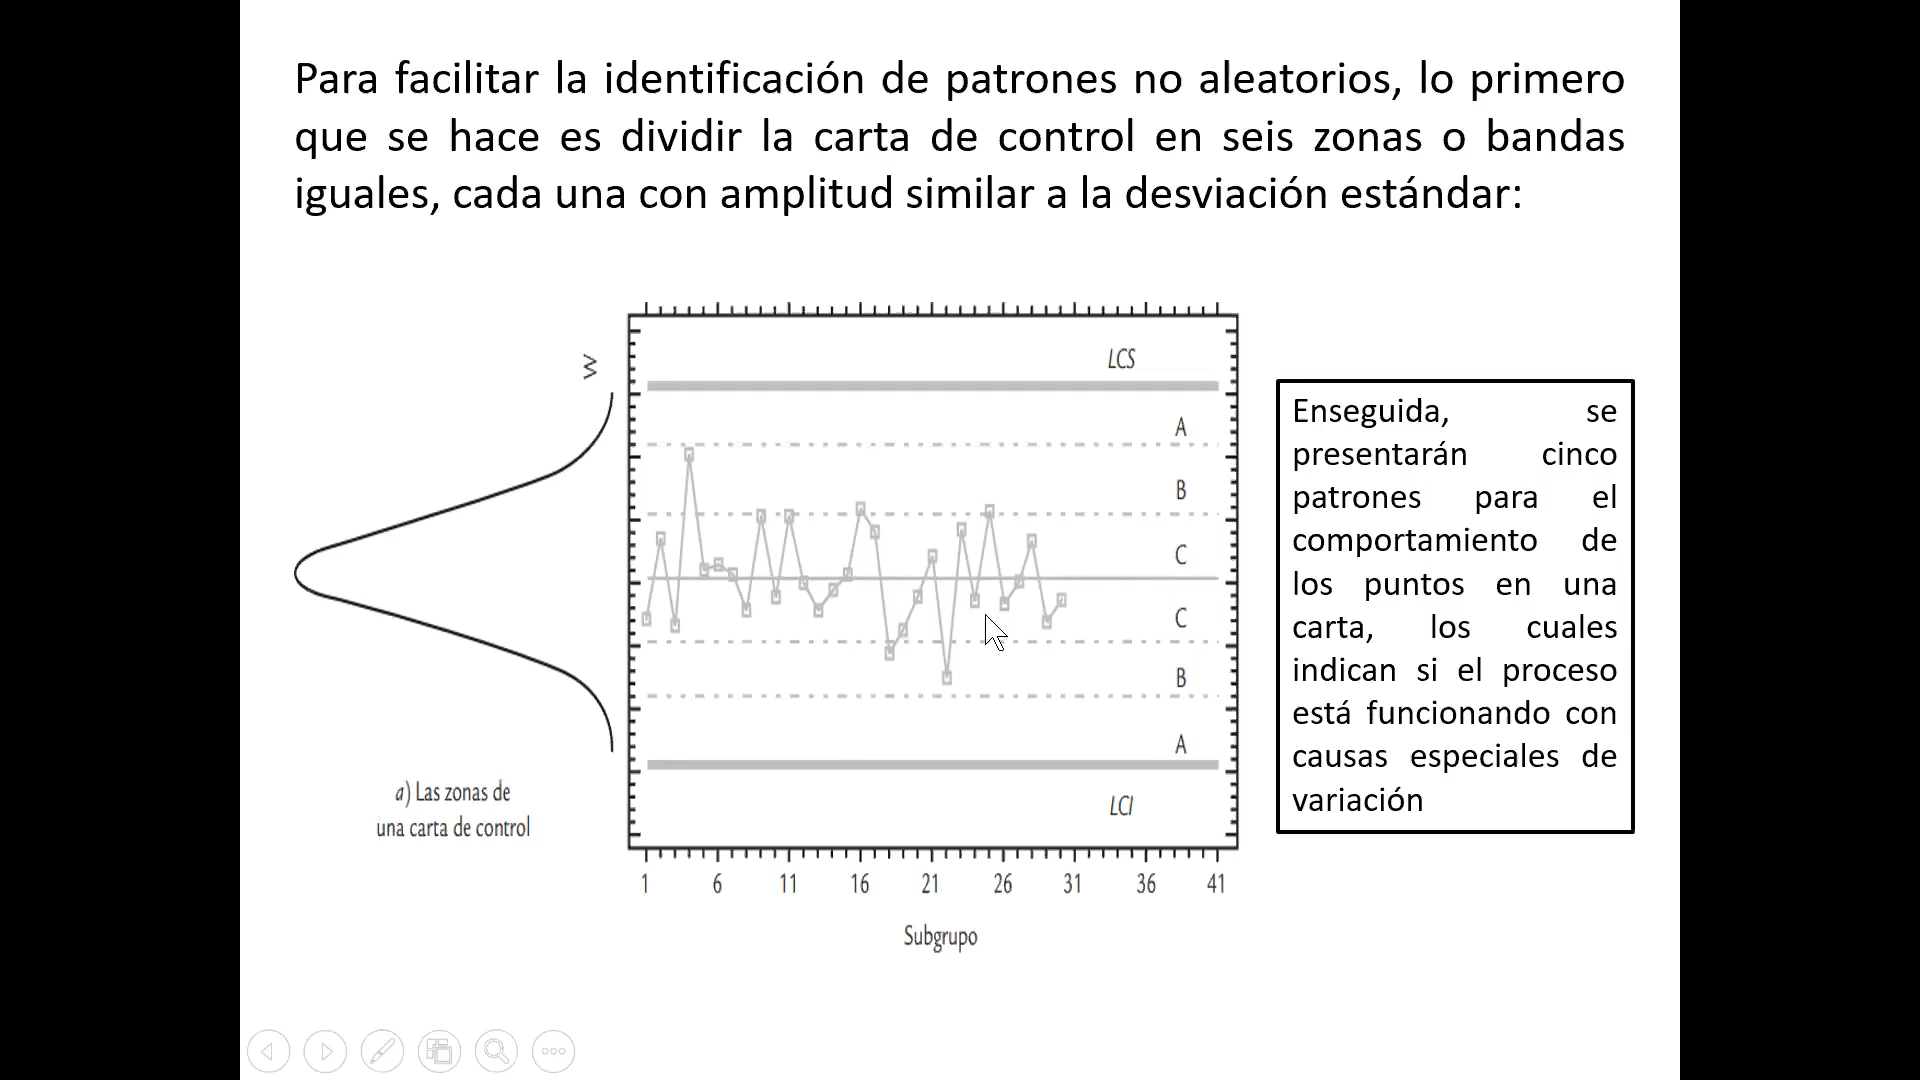 Para facilitar la identificación de patrones no aleatorios, lo primero
que se hace es dividir la carta de control en seis zonas o bandas
iguales, cada una con amplitud similar a la desviación estándar:
W
LCS
A
B
C
C
B
A
LCI
a) Las zonas de
una carta de control
1 6 11 16 21 26 31 36 41
Subgrupo
Enseguida, se
presentarán cinco
patrones para el
comportamiento de
los puntos en una
carta, los cuales
indican si el proceso
está funcionando con
causas especiales de
variación